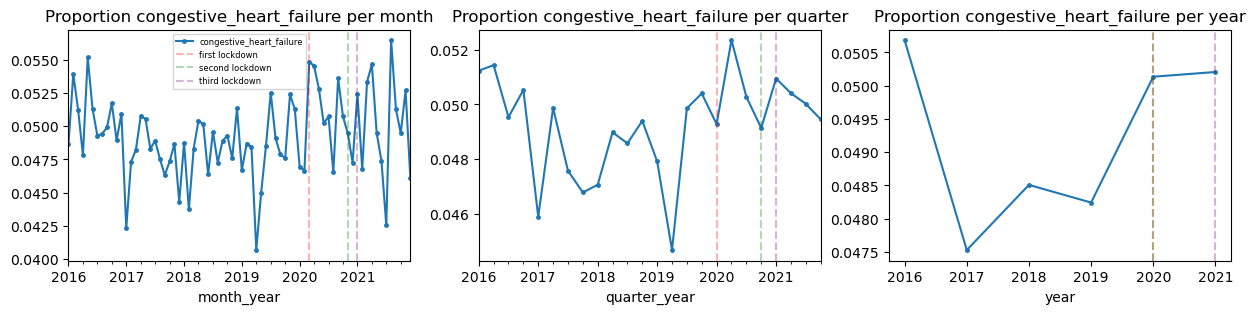 Proportion congestive_heart_failure per month
0.0550
0.0525
0.0500
0.0475
0.0450
0.0425
0.0400
congestive_heart_failure
first lockdown
second lockdown
third lockdown
2016 2017 2018 2019 2020 2021
month_year
Proportion congestive_heart_failure per quarter
0.052
0.050
0.048
0.046
2016 2017 2018 2019 2020 2021
quarter_year
Proportion congestive_heart_failure per year
0.0505
0.0500
0.0495
0.0490
0.0485
0.0480
0.0475
2016 2017 2018 2019 2020 2021
year